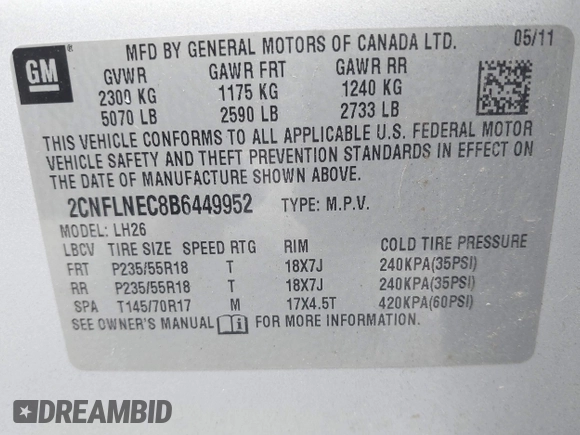 GM
MFD BY GENERAL MOTORS OF CANADA LTD. 05/11
GVWR GAWR FRT GAWR RR
2300 KG 1175 KG 1240 KG
5070 LB 2590 LB 2733 LB
THIS VEHICLE CONFORMS TO ALL APPLICABLE U.S. FEDERAL MOTOR
VEHICLE SAFETY AND THEFT PREVENTION STANDARDS IN EFFECT ON
THE DATE OF MANUFACTURE SHOWN ABOVE.
2CNFLNEC8B6449952 TYPE: M.P.V.
MODEL: LH26
LBCV TIRE SIZE SPEED RTG RIM COLD TIRE PRESSURE
FRT P235/55R18 T 18X7J 240KPA(35PSI)
RR P235/55R18 T 18X7J 240KPA(35PSI)
SPA T145/70R17 M 17X4.5T 420KPA(60PSI)
SEE OWNER'S MANUAL i FOR MORE INFORMATION
DREAMBID